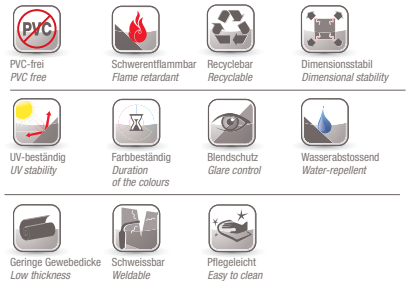 PVC
PVC-frei
PVC free
Schwerentflammbar
Flame retardant
Recyclebar
Recyclable
Dimensionsstabil
Dimensional stability
UV-beständig
UV stability
Farbbeständig
Duration
of the colours
Blendschutz
Glare control
Wasserabstossend
Water-repellent
Geringe Gewebedicke
Low thickness
Schweissbar
Weldable
Pflegeleicht
Easy to clean